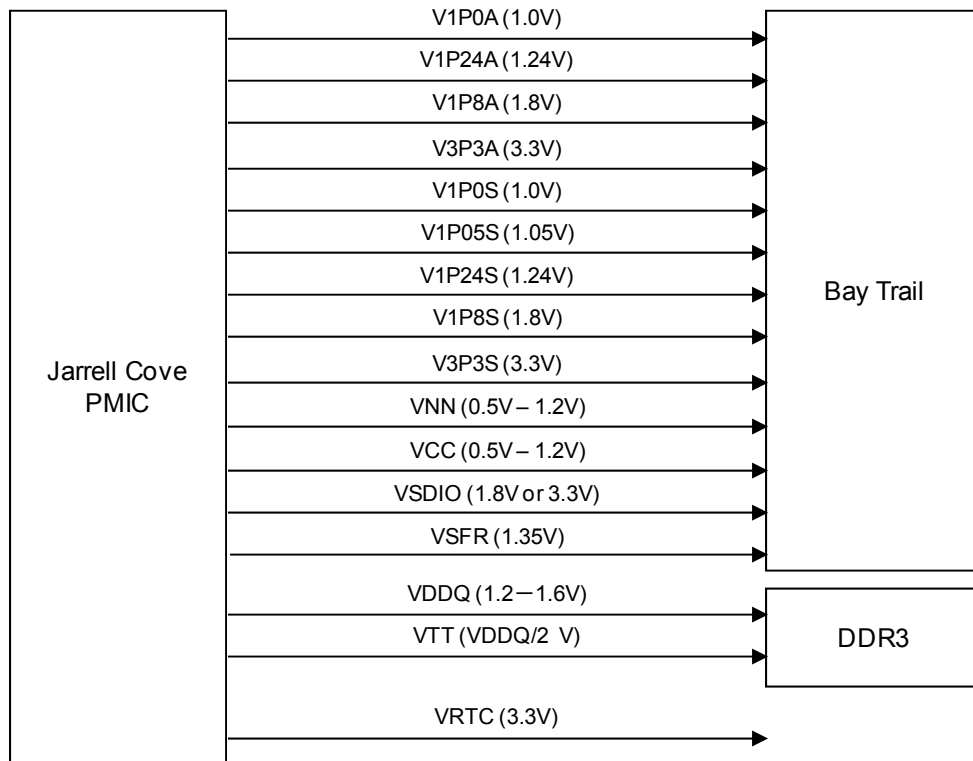 V1P0A (1.0V)
V1P24A (1.24V)
V1P8A (1.8V)
V3P3A (3.3V)
V1P0S (1.0V)
V1P05S (1.05V)
V1P24S (1.24V)
V1P8S (1.8V)
V3P3S (3.3V)
VNN (0.5V – 1.2V)
VCC (0.5V – 1.2V)
VSDIO (1.8V or 3.3V)
VSFR (1.35V)
VDDQ (1.2－1.6V)
VTT (VDDQ/2 V)
VRTC (3.3V)
Jarrell Cove
PMIC
Bay Trail
DDR3